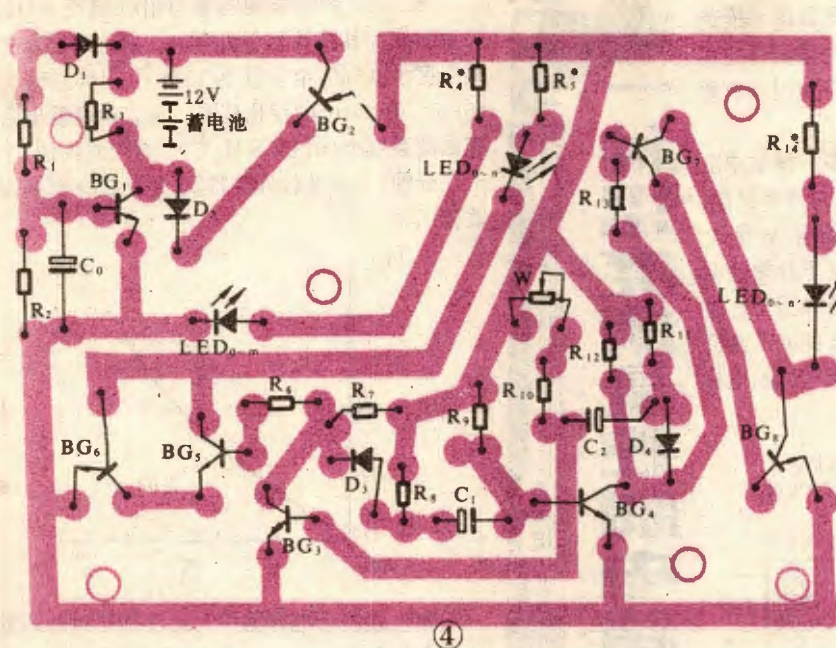 D₁
R₄*
R₅*
12V
R₃
蓄电池
BG₂
R₁
LED₀~ₙ
BG₇
R₁₄*
BG₁
R₁₃
D₂
C₀
W
R₂
LED₀~ₙ′
LED₀~ₘ
R₁₂
R₁₁
R₆
R₇
R₉
R₁₀
C₂
BG₆
BG₅
D₄
BG₈
D₃
R₈
C₁
BG₄
BG₃
④